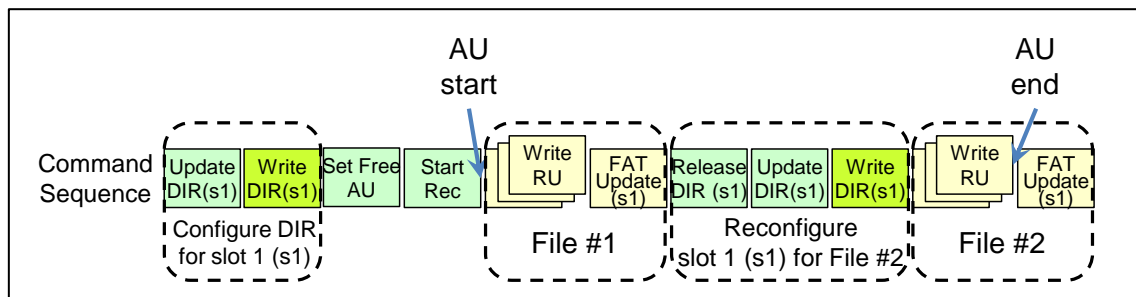 AU
start
AU
end
Command
Sequence
Update
DIR(s1)
Write
DIR(s1)
Set Free
AU
Start
Rec
Write
RU
FAT
Update
(s1)
Release
DIR (s1)
Update
DIR(s1)
Write
DIR(s1)
Write
RU
FAT
Update
(s1)
Configure DIR
for slot 1 (s1)
File #1
Reconfigure
slot 1 (s1) for File #2
File #2